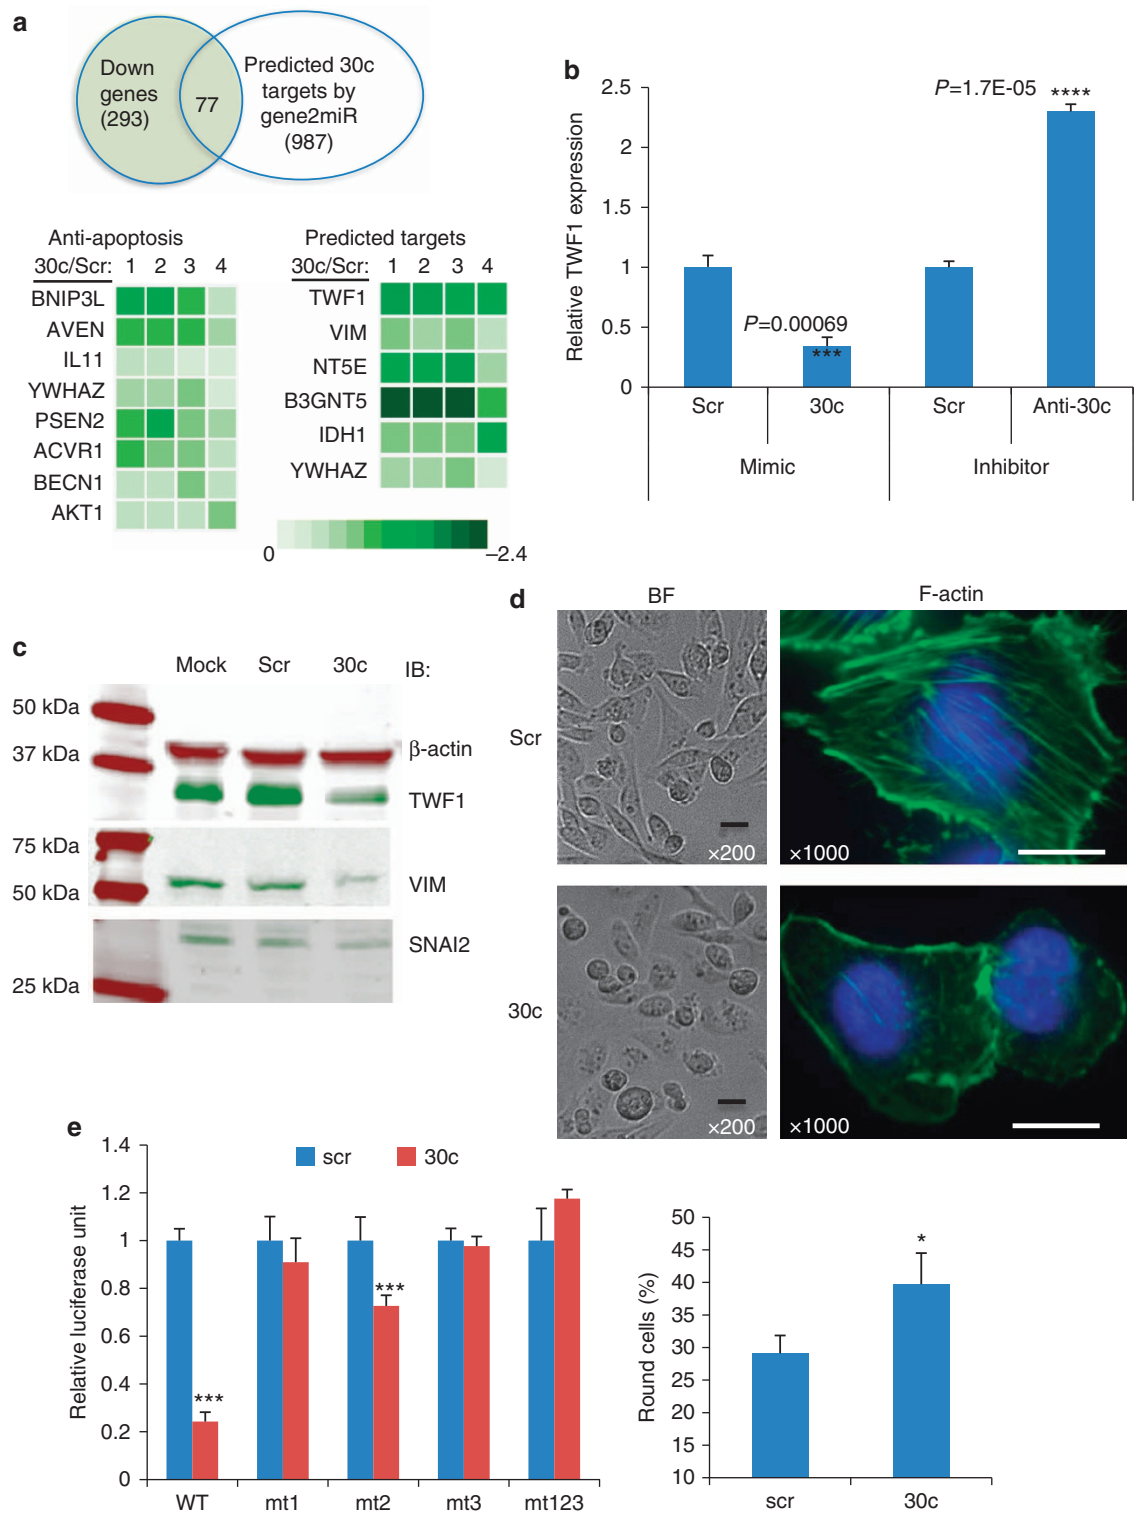 a
Down
genes
(293)
77
Predicted 30c
targets by
gene2miR
(987)
Anti-apoptosis
30c/Scr: 1 2 3 4
BNIP3L
AVEN
IL11
YWHAZ
PSEN2
ACVR1
BECN1
AKT1
Predicted targets
30c/Scr: 1 2 3 4
TWF1
VIM
NT5E
B3GNT5
IDH1
YWHAZ
0
–2.4
b
Relative TWF1 expression
2.5
2
1.5
1
0.5
0
P=0.00069
***
P=1.7E-05
****
Scr
30c
Scr
Anti-30c
Mimic
Inhibitor
c
Mock
Scr
30c
IB:
50 kDa
37 kDa
β-actin
TWF1
75 kDa
50 kDa
VIM
SNAI2
25 kDa
d
BF
F-actin
Scr
×200
×1000
30c
×200
×1000
e
Relative luciferase unit
1.4
1.2
1
0.8
0.6
0.4
0.2
0
scr
30c
***
***
WT
mt1
mt2
mt3
mt123
Round cells (%)
50
45
40
35
30
25
20
15
10
*
scr
30c